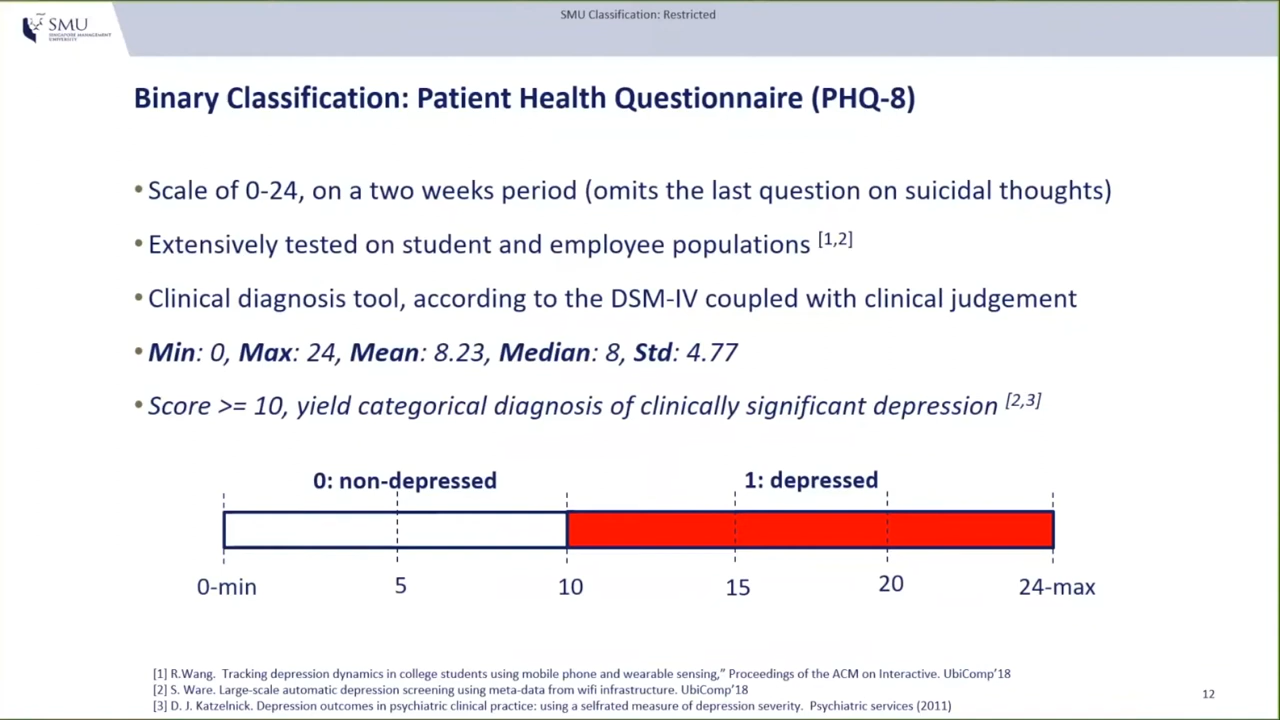 SMU Classification: Restricted
SMU
SINGAPORE MANAGEMENT
UNIVERSITY
Binary Classification: Patient Health Questionnaire (PHQ-8)
• Scale of 0-24, on a two weeks period (omits the last question on suicidal thoughts)
• Extensively tested on student and employee populations [1,2]
• Clinical diagnosis tool, according to the DSM-IV coupled with clinical judgement
• Min: 0, Max: 24, Mean: 8.23, Median: 8, Std: 4.77
• Score >= 10, yield categorical diagnosis of clinically significant depression [2,3]
0: non-depressed 1: depressed
0-min 5 10 15 20 24-max
[1] R.Wang. Tracking depression dynamics in college students using mobile phone and wearable sensing,” Proceedings of the ACM on Interactive. UbiComp’18
[2] S. Ware. Large-scale automatic depression screening using meta-data from wifi infrastructure. UbiComp’18
[3] D. J. Katzelnick. Depression outcomes in psychiatric clinical practice: using a selfrated measure of depression severity. Psychiatric services (2011)
12